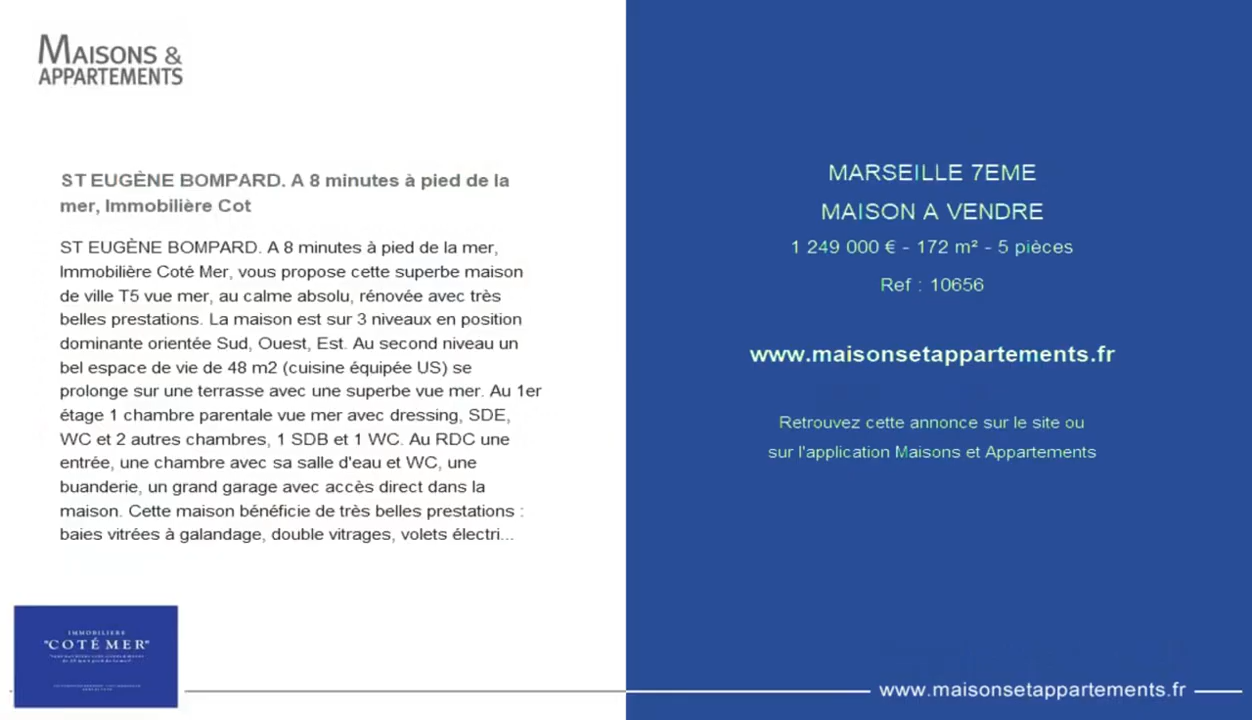 MAISONS &
APPARTEMENTS
ST EUGÈNE BOMPARD. A 8 minutes à pied de la
mer, Immobilière Cot
ST EUGÈNE BOMPARD. A 8 minutes à pied de la mer,
Immobilière Coté Mer, vous propose cette superbe maison
de ville T5 vue mer, au calme absolu, rénovée avec très
belles prestations. La maison est sur 3 niveaux en position
dominante orientée Sud, Ouest, Est. Au second niveau un
bel espace de vie de 48 m2 (cuisine équipée US) se
prolonge sur une terrasse avec une superbe vue mer. Au 1er
étage 1 chambre parentale vue mer avec dressing, SDE,
WC et 2 autres chambres, 1 SDB et 1 WC. Au RDC une
entrée, une chambre avec sa salle d'eau et WC, une
buanderie, un grand garage avec accès direct dans la
maison. Cette maison bénéficie de très belles prestations :
baies vitrées à galandage, double vitrages, volets électri...
IMMOBILIERE
"COTÉ MER"
MARSEILLE 7EME
MAISON A VENDRE
1 249 000 € - 172 m² - 5 pièces
Ref : 10656
www.maisonsetappartements.fr
Retrouvez cette annonce sur le site ou
sur l'application Maisons et Appartements
www.maisonsetappartements.fr